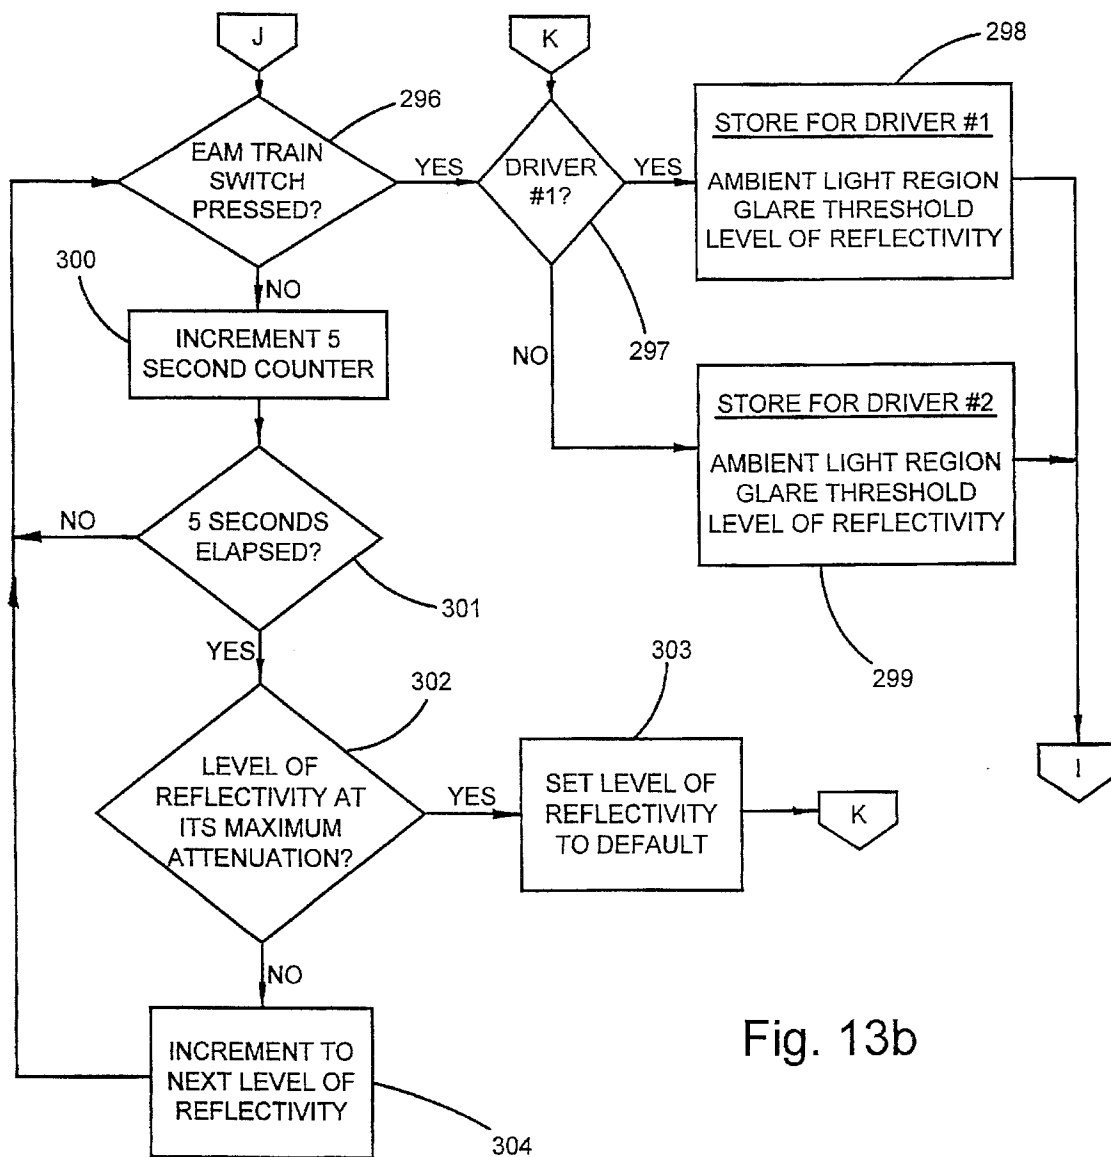 J
K
298
296
EAM TRAIN
SWITCH
PRESSED?
YES
DRIVER
#1?
YES
STORE FOR DRIVER #1
AMBIENT LIGHT REGION
GLARE THRESHOLD
LEVEL OF REFLECTIVITY
300
NO
297
INCREMENT 5
SECOND COUNTER
NO
STORE FOR DRIVER #2
AMBIENT LIGHT REGION
GLARE THRESHOLD
LEVEL OF REFLECTIVITY
NO
5 SECONDS
ELAPSED?
301
299
YES
302
303
I
LEVEL OF
REFLECTIVITY AT
ITS MAXIMUM
ATTENUATION?
YES
SET LEVEL OF
REFLECTIVITY
TO DEFAULT
K
NO
INCREMENT TO
NEXT LEVEL OF
REFLECTIVITY
304
Fig. 13b